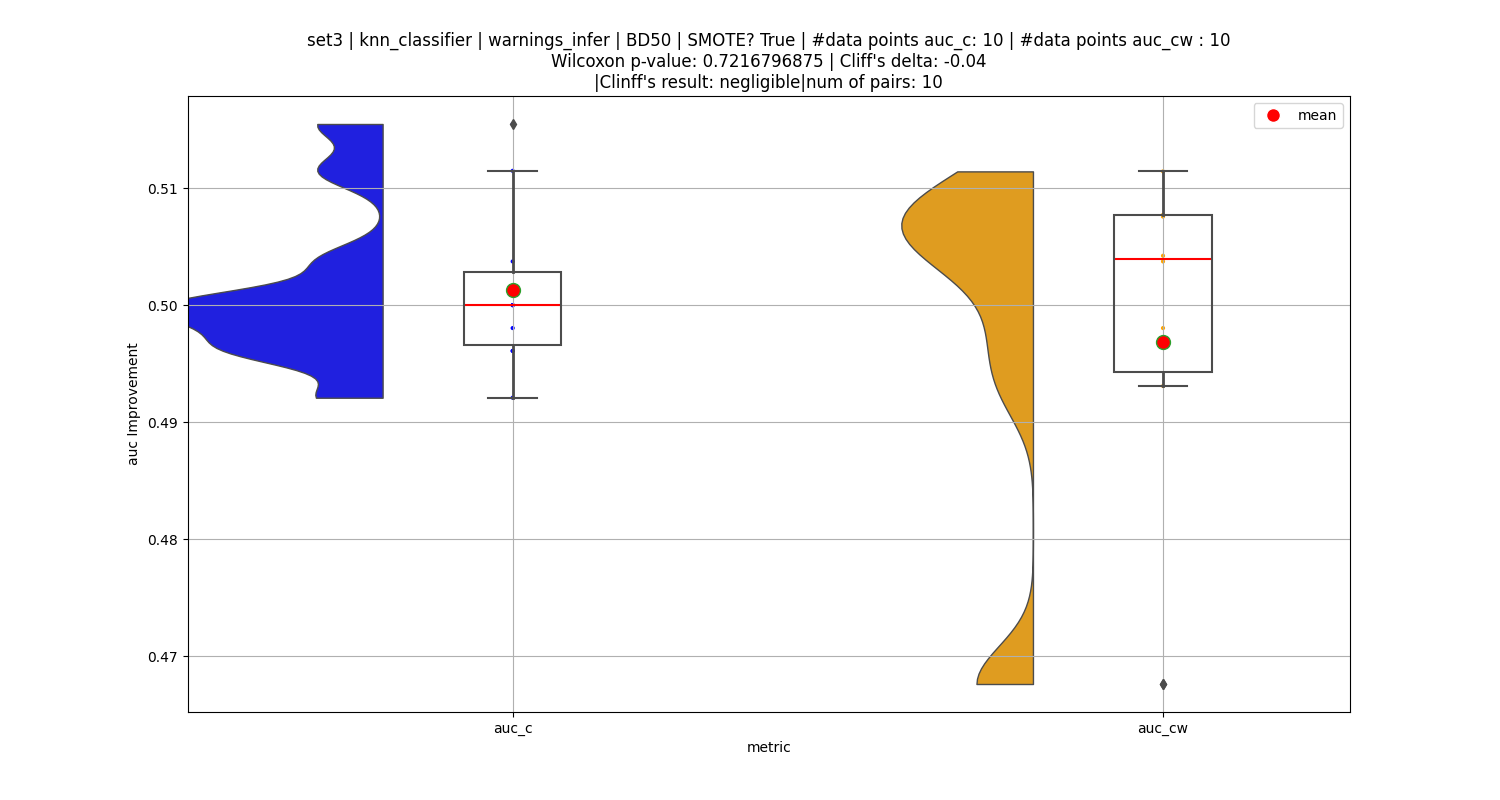 set3 | knn_classifier | warnings_infer | BD50 | SMOTE? True | #data points auc_c: 10 | #data points auc_cw : 10
Wilcoxon p-value: 0.7216796875 | Cliff's delta: -0.04
|Clinff's result: negligible|num of pairs: 10
mean
0.51
0.50
0.49
0.48
0.47
auc Improvement
auc_c
auc_cw
metric